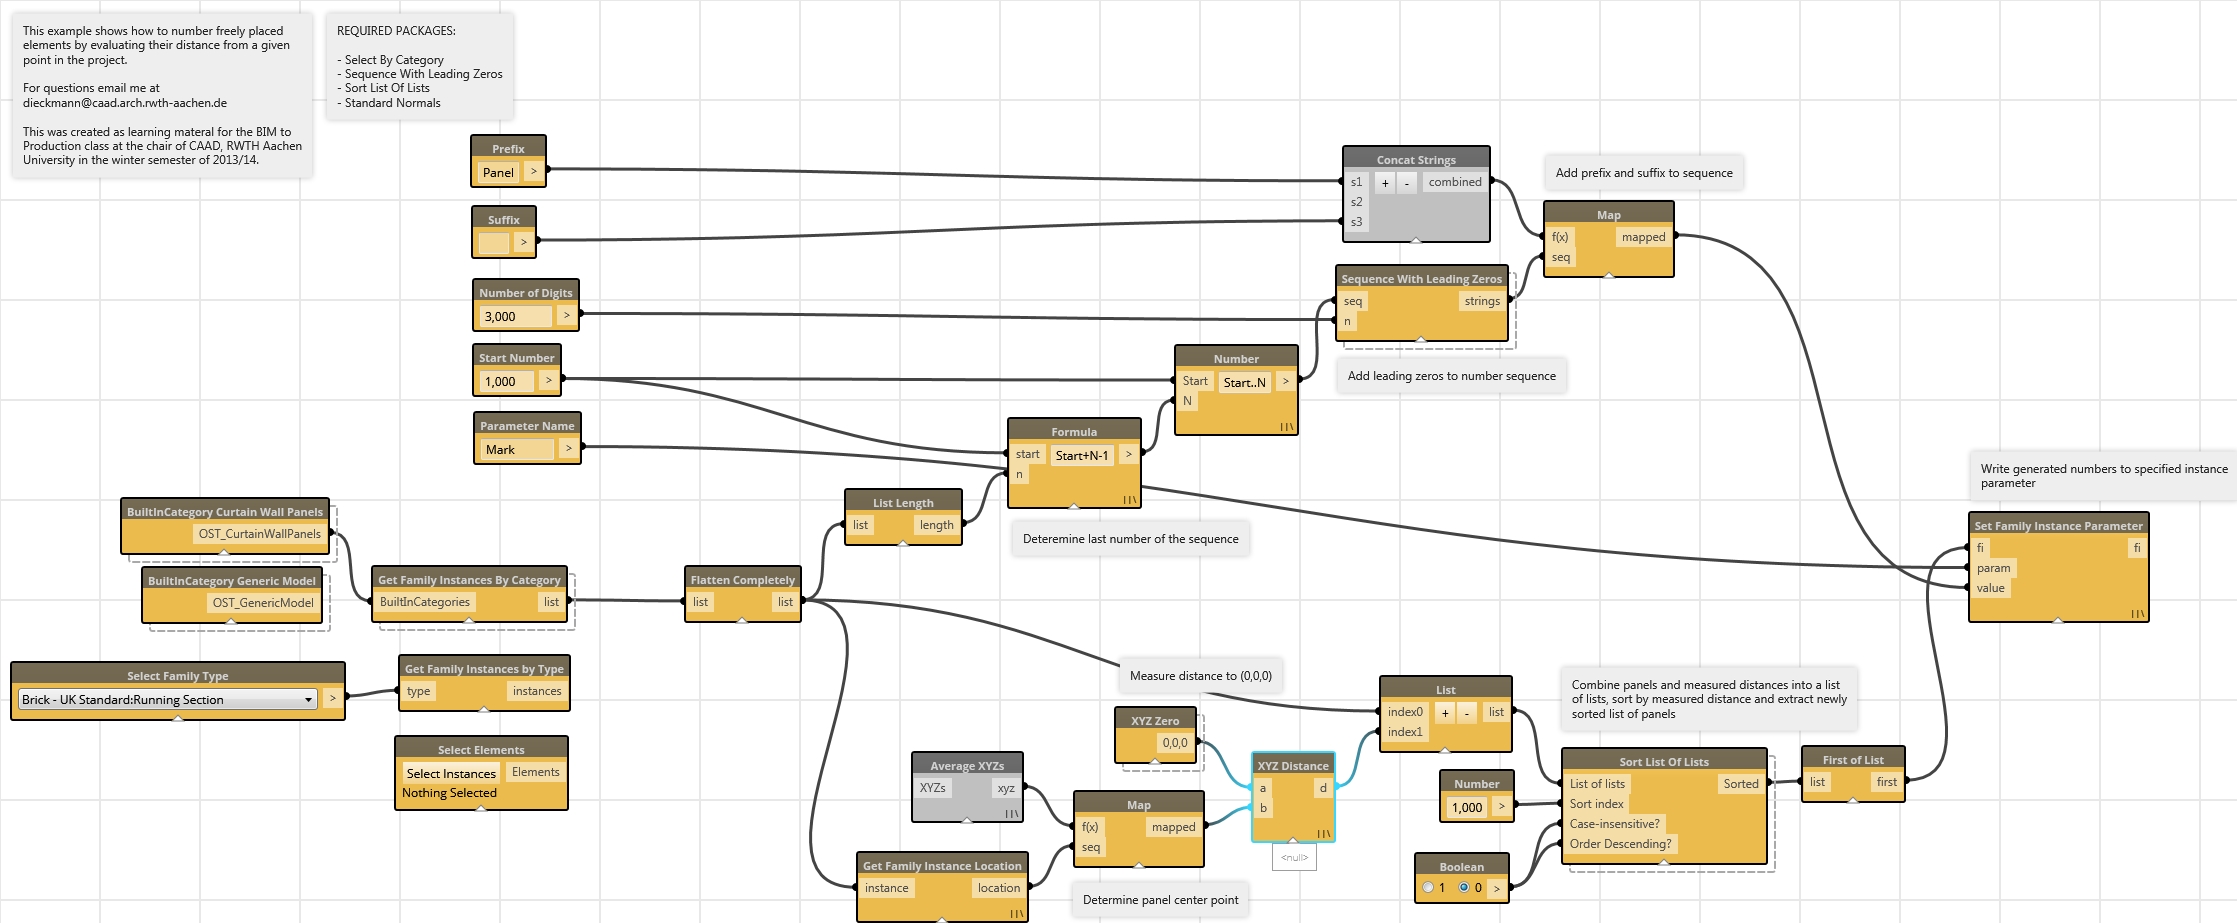 This example shows how to number freely placed
elements by evaluating their distance from a given
point in the project.
For questions email me at
dieckmann@caad.arch.rwth-aachen.de
This was created as learning materal for the BIM to
Production class at the chair of CAAD, RWTH Aachen
University in the winter semester of 2013/14.
REQUIRED PACKAGES:
- Select By Category
- Sequence With Leading Zeros
- Sort List Of Lists
- Standard Normals
Prefix
Panel >
Suffix
>
Number of Digits
3,000 >
Start Number
1,000 >
Parameter Name
Mark >
Concat Strings
s1 + - combined
s2
s3
Add prefix and suffix to sequence
Map
f(x) mapped
seq
Sequence With Leading Zeros
seq strings
n
Add leading zeros to number sequence
Number
Start Start..N >
N
Formula
start Start+N-1 >
n
Deteremine last number of the sequence
List Length
list length
BuiltInCategory Curtain Wall Panels
OST_CurtainWallPanels
BuiltInCategory Generic Model
OST_GenericModel
Get Family Instances By Category
BuiltInCategories list
Flatten Completely
list list
Write generated numbers to specified instance
parameter
Set Family Instance Parameter
fi fi
param
value
Select Family Type
Brick - UK Standard:Running Section >
Get Family Instances by Type
type instances
Select Elements
Select Instances Elements
Nothing Selected
Measure distance to (0,0,0)
XYZ Zero
0,0,0
List
index0 + - list
index1
Combine panels and measured distances into a list
of lists, sort by measured distance and extract newly
sorted list of panels
Average XYZs
XYZs xyz
Map
f(x) mapped
seq
XYZ Distance
a d
b
<null>
Get Family Instance Location
instance location
Determine panel center point
Number
1,000 >
Boolean
1 0 >
Sort List Of Lists
List of lists Sorted
Sort index
Case-insensitive?
Order Descending?
First of List
list first